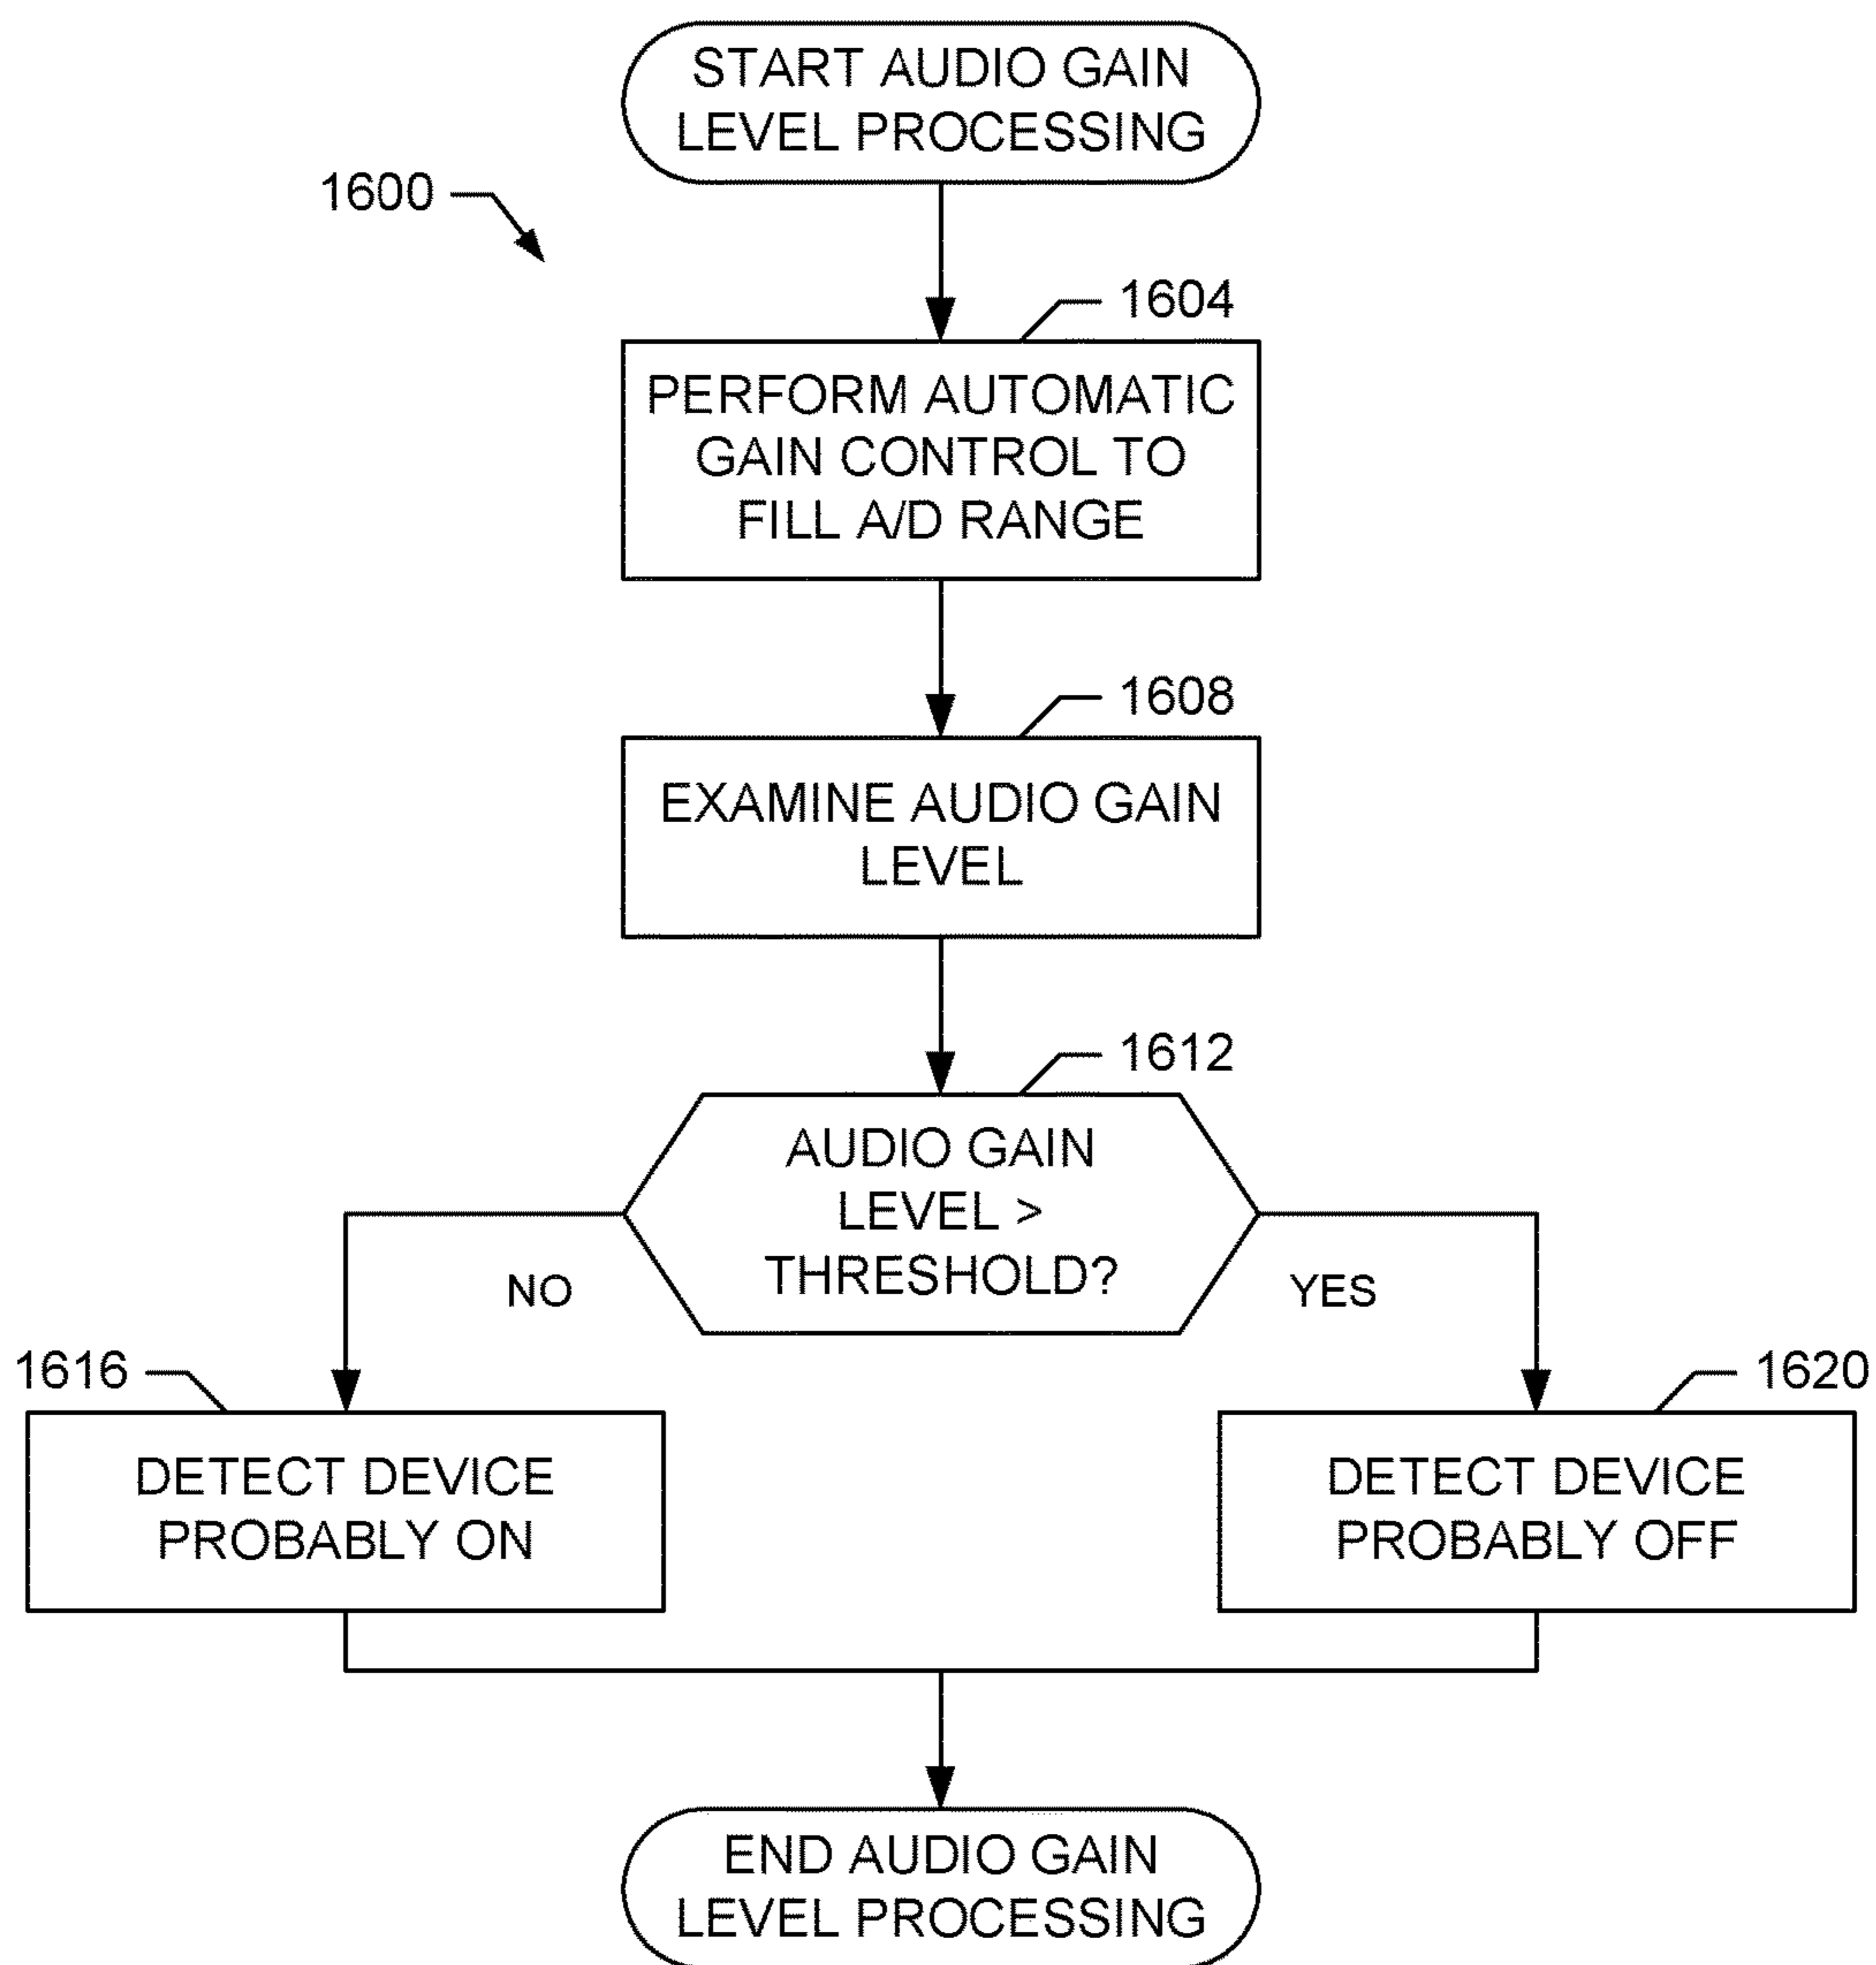 START AUDIO GAIN
LEVEL PROCESSING
1600
1604
PERFORM AUTOMATIC
GAIN CONTROL TO
FILL A/D RANGE
1608
EXAMINE AUDIO GAIN
LEVEL
1612
AUDIO GAIN
LEVEL >
THRESHOLD?
NO
YES
1616
1620
DETECT DEVICE
PROBABLY ON
DETECT DEVICE
PROBABLY OFF
END AUDIO GAIN
LEVEL PROCESSING